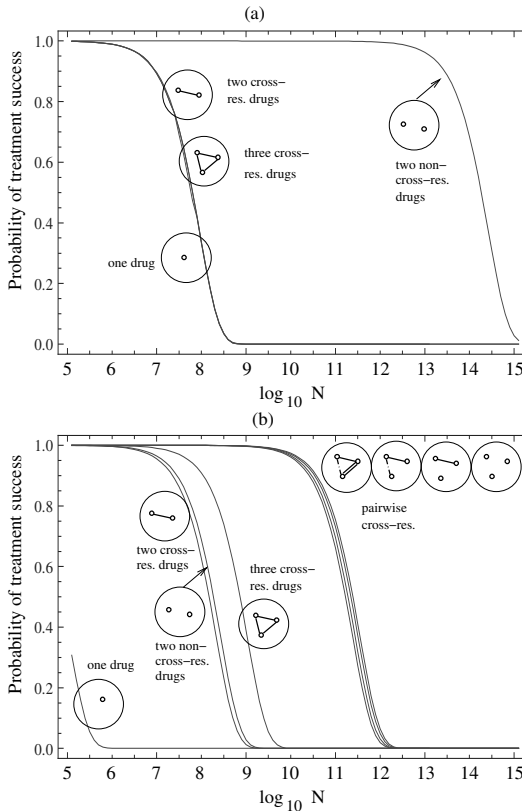 (a)
Probability of treatment success
1.0
0.8
0.6
0.4
0.2
0.0
two cross-
res. drugs
three cross-
res. drugs
one drug
two non-
cross-res.
drugs
5 6 7 8 9 10 11 12 13 14 15
log10 N
(b)
Probability of treatment success
1.0
0.8
0.6
0.4
0.2
0.0
pairwise
cross-res.
two cross-
res. drugs
three cross-
res. drugs
two non-
cross-res.
drugs
one drug
5 6 7 8 9 10 11 12 13 14 15
log10 N